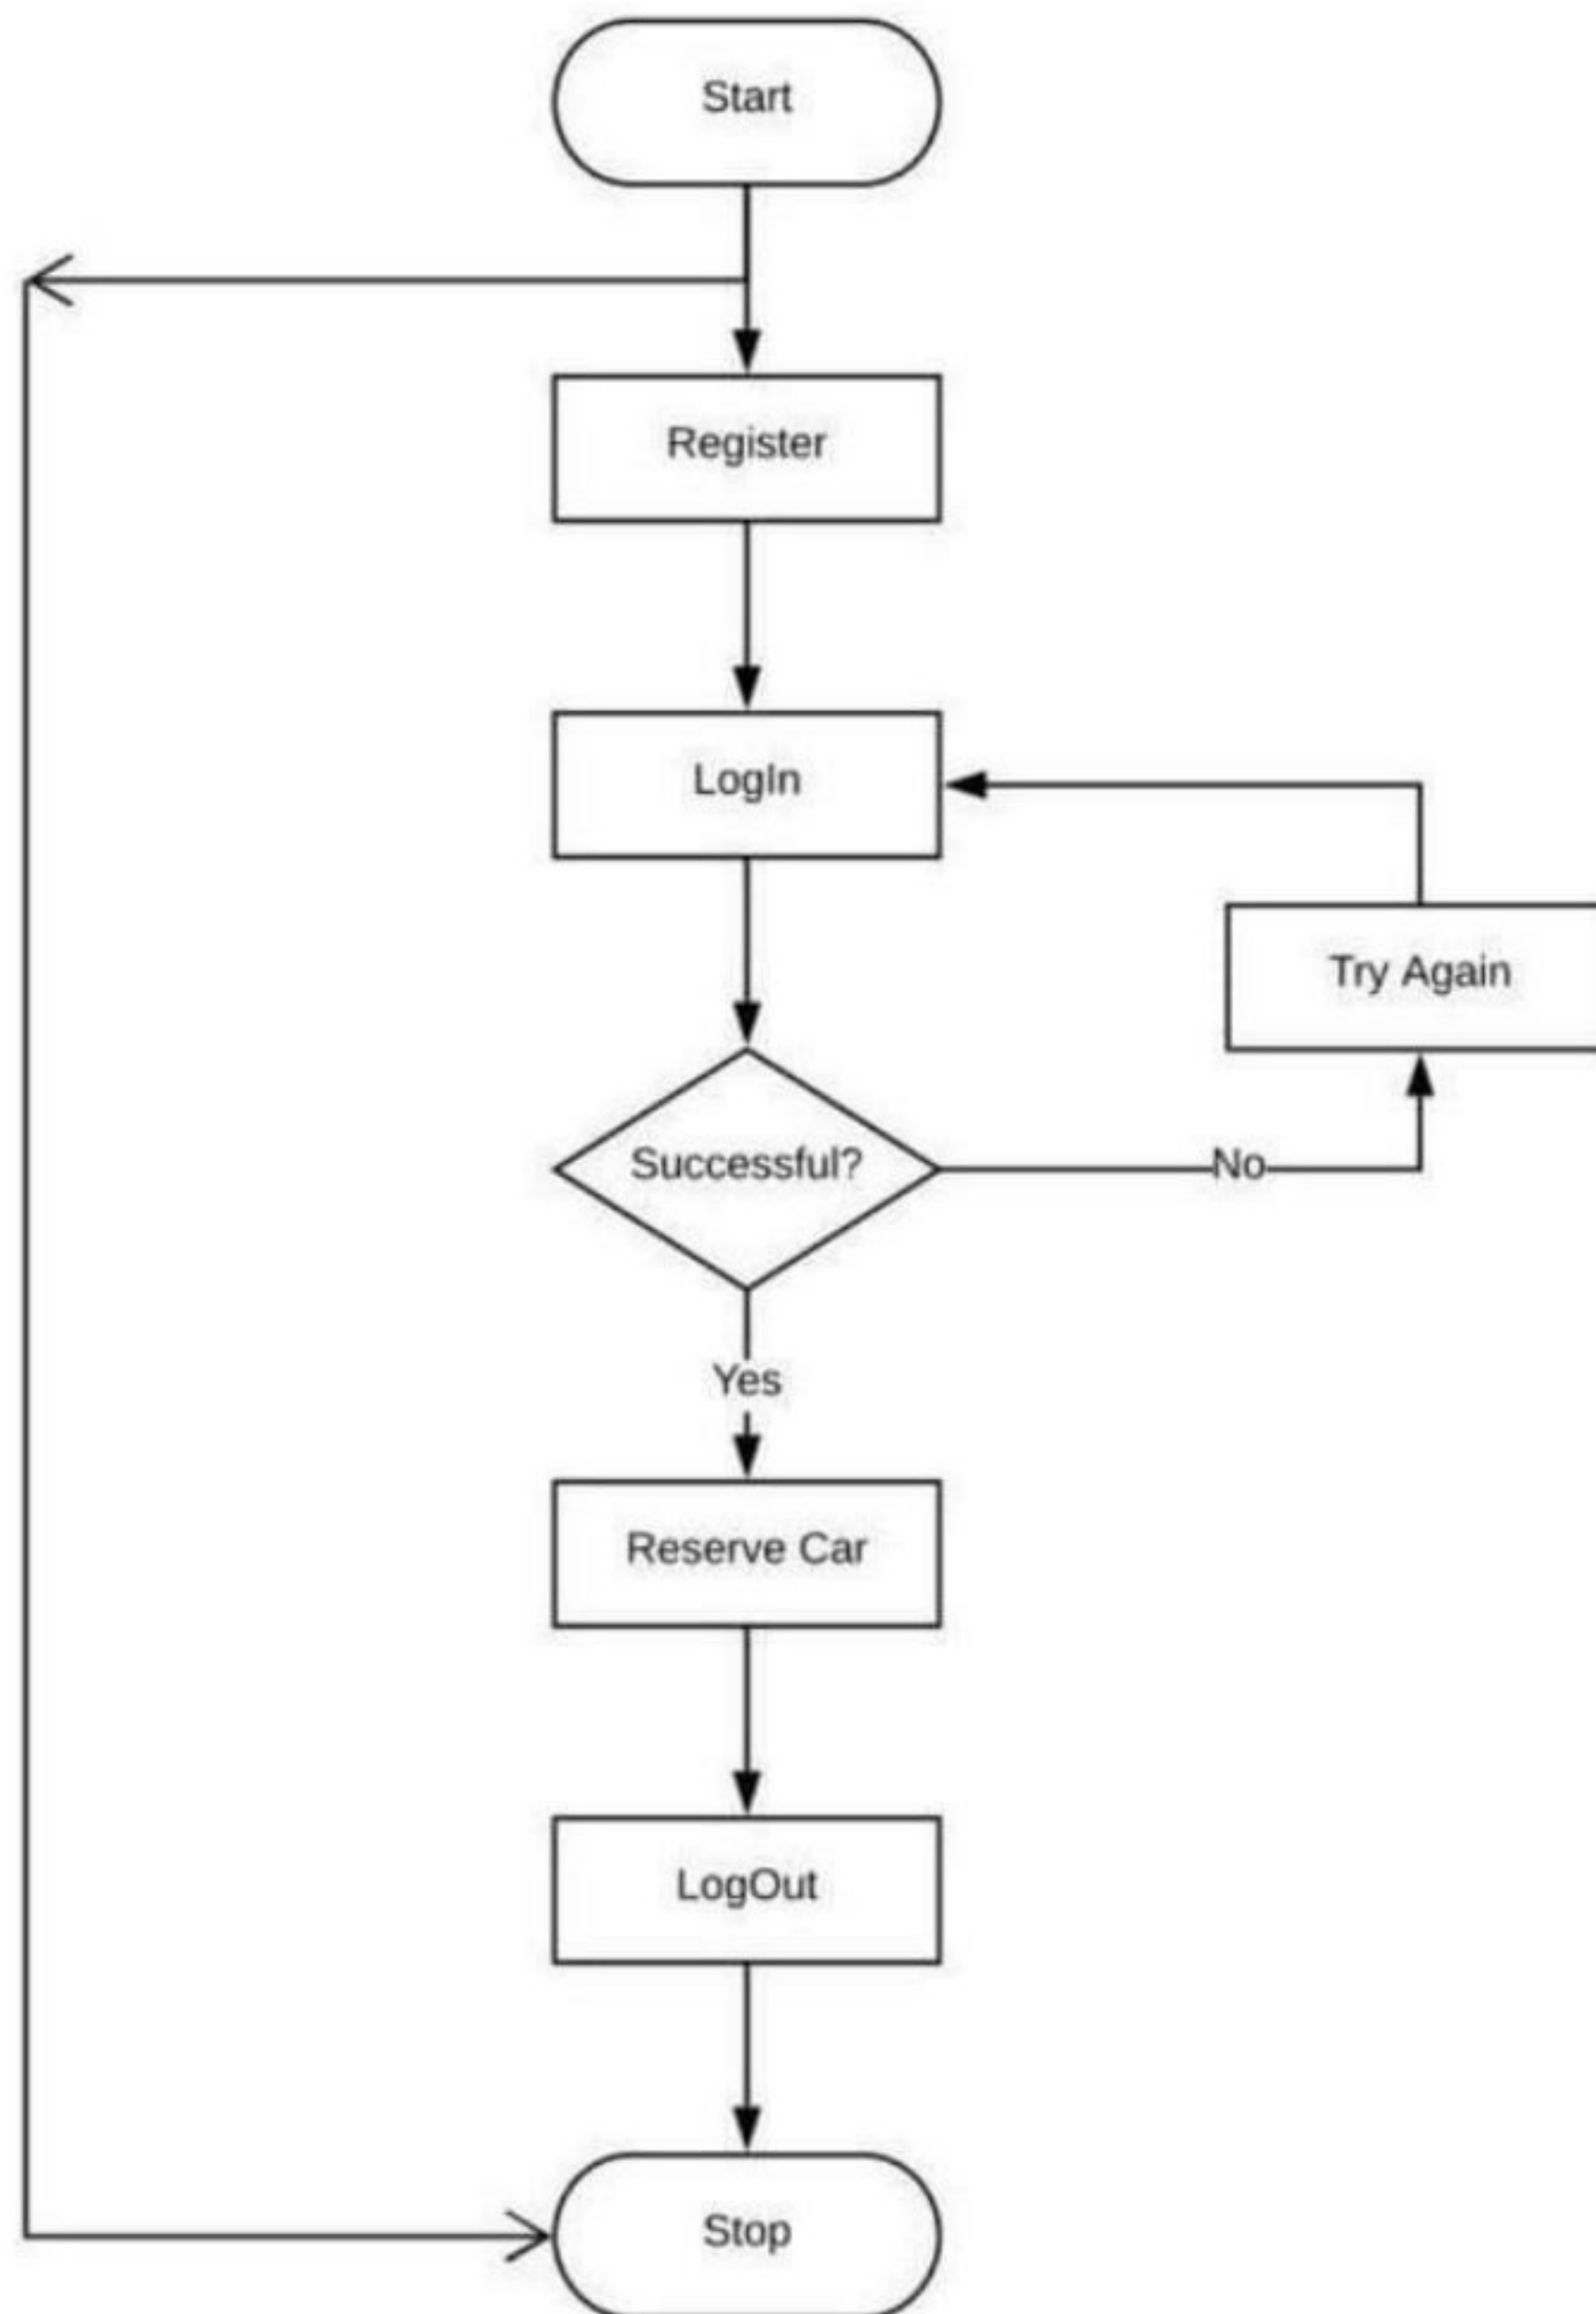 Start
Register
LogIn
Try Again
Successful?
No
Yes
Reserve Car
LogOut
Stop